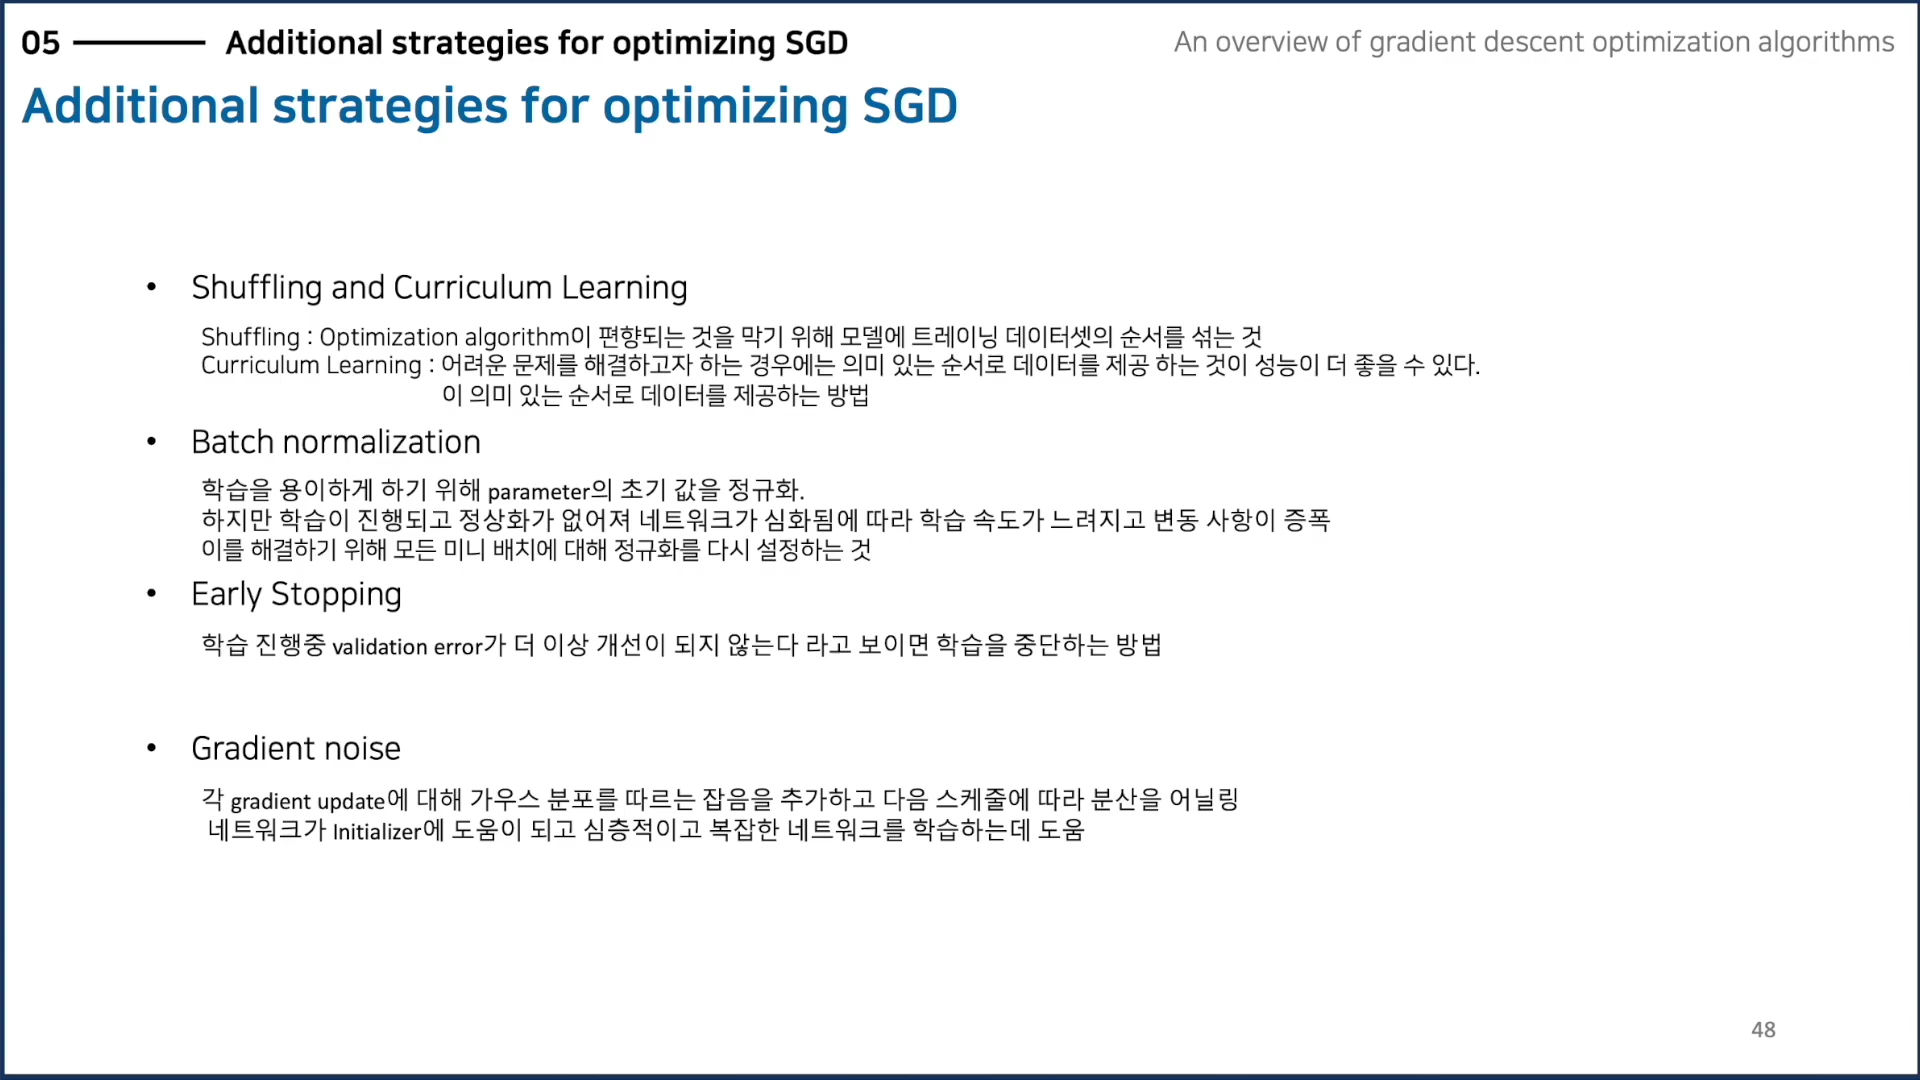 05 Additional strategies for optimizing SGD
An overview of gradient descent optimization algorithms
Additional strategies for optimizing SGD
• Shuffling and Curriculum Learning
Shuffling : Optimization algorithm이 편향되는 것을 막기 위해 모델에 트레이닝 데이터셋의 순서를 섞는 것
Curriculum Learning : 어려운 문제를 해결하고자 하는 경우에는 의미 있는 순서로 데이터를 제공 하는 것이 성능이 더 좋을 수 있다.
이 의미 있는 순서로 데이터를 제공하는 방법
• Batch normalization
학습을 용이하게 하기 위해 parameter의 초기 값을 정규화.
하지만 학습이 진행되고 정상화가 없어져 네트워크가 심화됨에 따라 학습 속도가 느려지고 변동 사항이 증폭
이를 해결하기 위해 모든 미니 배치에 대해 정규화를 다시 설정하는 것
• Early Stopping
학습 진행중 validation error가 더 이상 개선이 되지 않는다 라고 보이면 학습을 중단하는 방법
• Gradient noise
각 gradient update에 대해 가우스 분포를 따르는 잡음을 추가하고 다음 스케줄에 따라 분산을 어닐링
네트워크가 Initializer에 도움이 되고 심층적이고 복잡한 네트워크를 학습하는데 도움
48